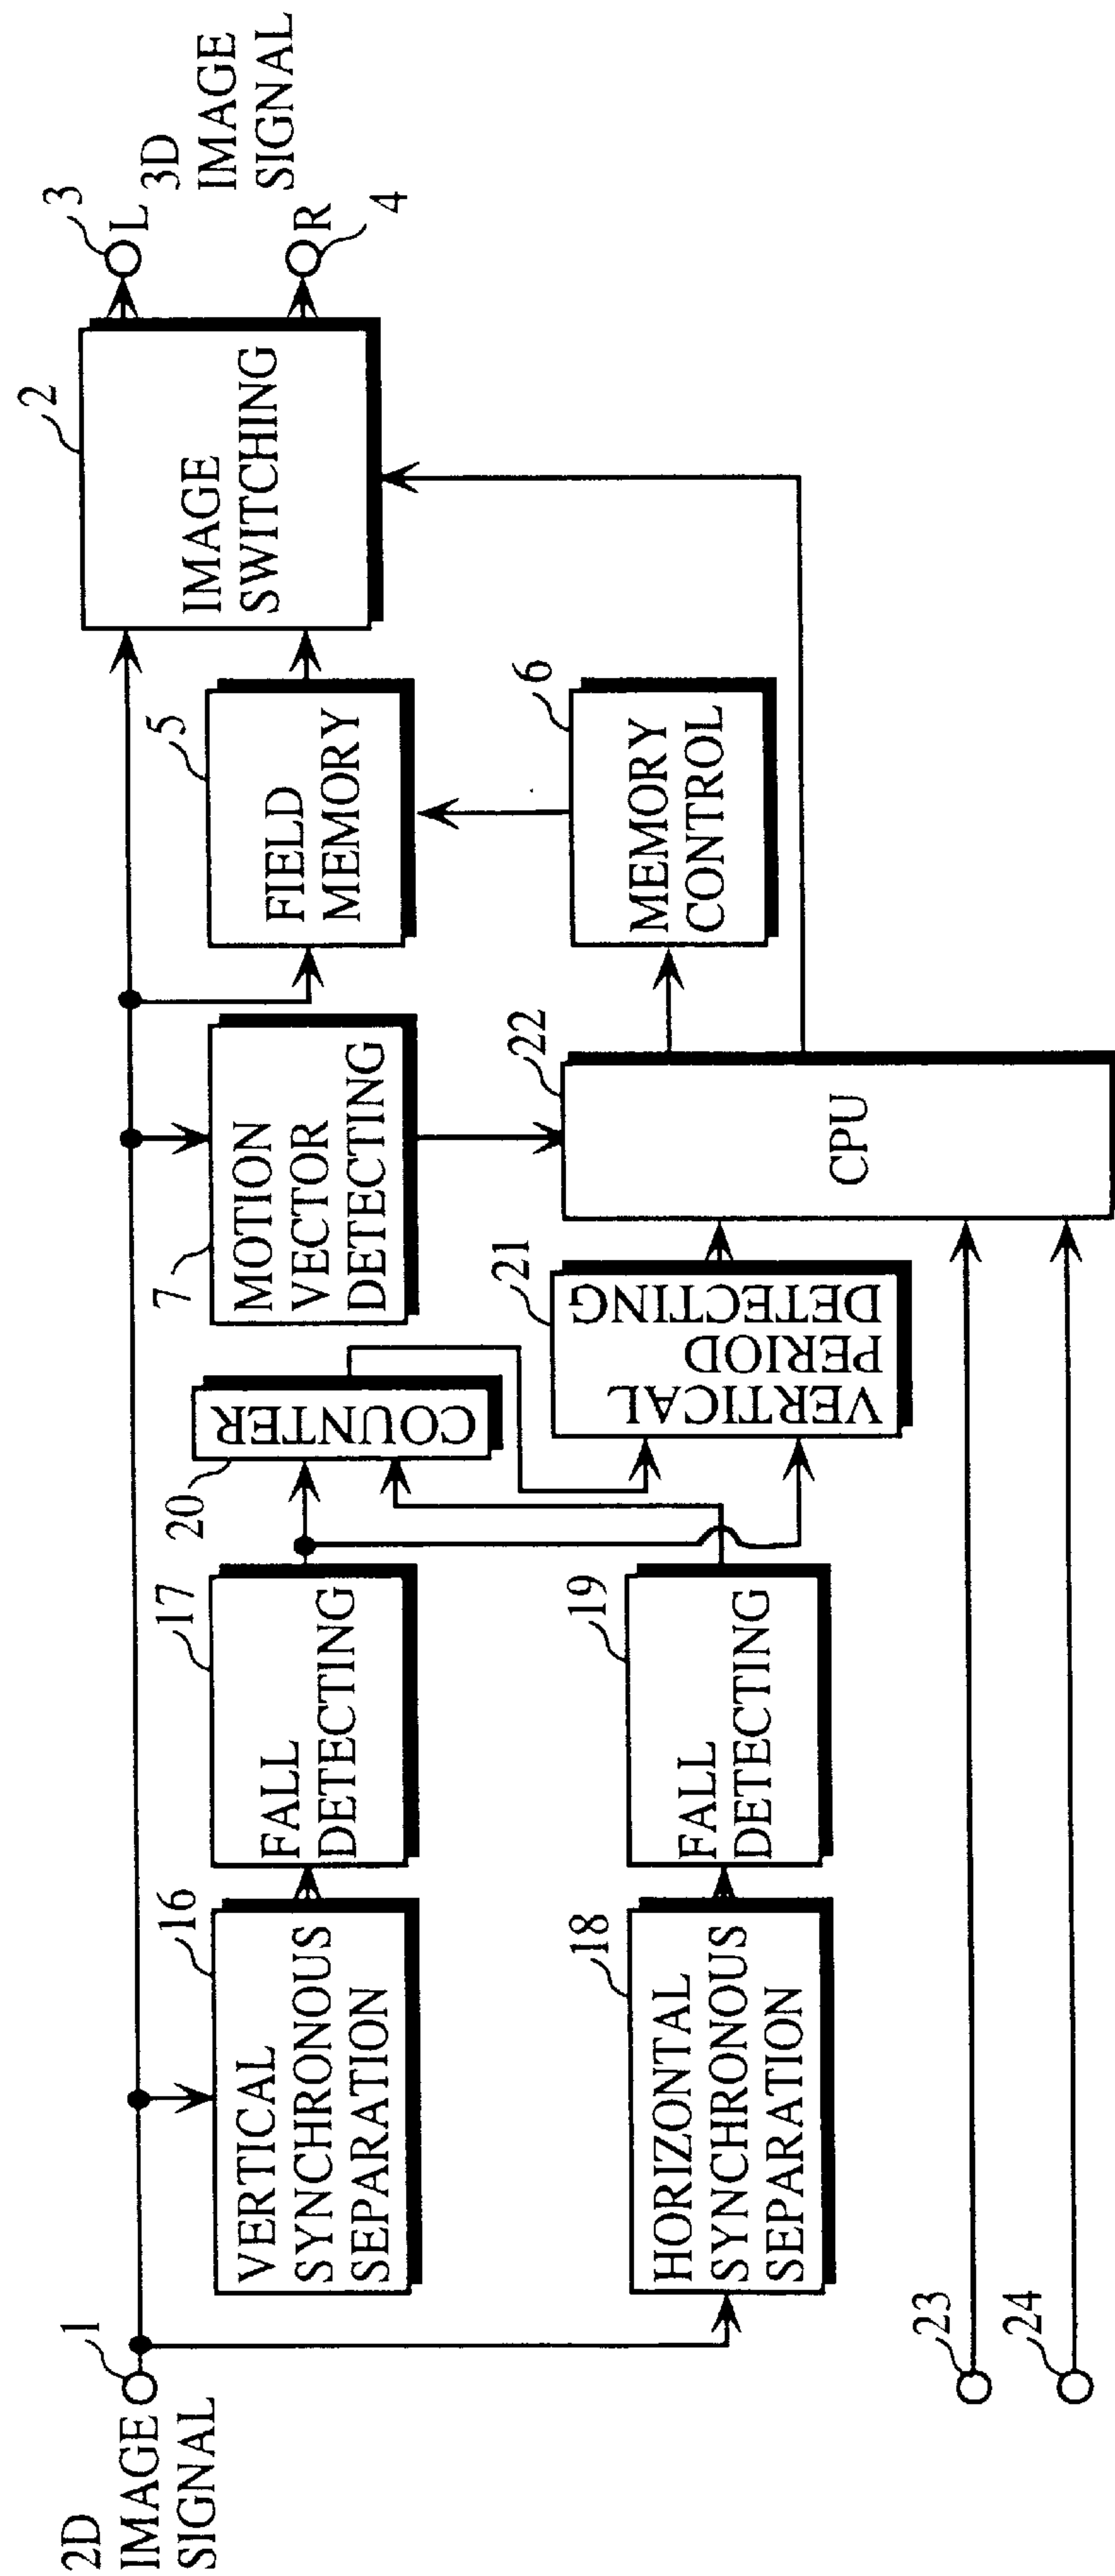 2D
IMAGE
SIGNAL
1
VERTICAL
SYNCHRONOUS
SEPARATION
16
FALL
DETECTING
17
HORIZONTAL
SYNCHRONOUS
SEPARATION
18
FALL
DETECTING
19
COUNTER
20
VERTICAL
PERIOD
DETECTING
21
MOTION
VECTOR
DETECTING
7
CPU
22
FIELD
MEMORY
5
MEMORY
CONTROL
6
IMAGE
SWITCHING
2
3
L
3D
IMAGE
SIGNAL
R
4
23
24